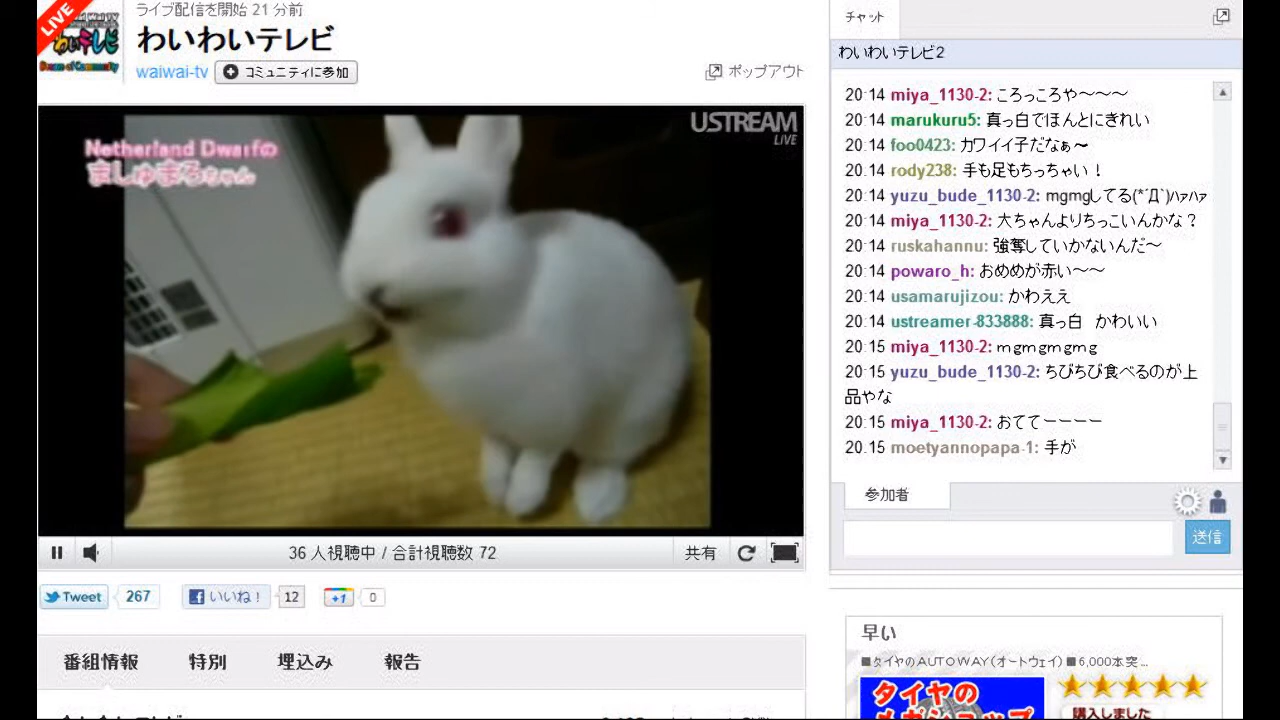 LIVE
ライブ配信を開始 21 分前
わいわいテレビ
waiwai-tv コミュニティに参加
ポップアウト
Netherland Dwarfの
ましゅまろちゃん
USTREAM
LIVE
36 人視聴中 / 合計視聴数 72
共有
Tweet 267 いいね！ 12 +1 0
番組情報 特別 埋込み 報告
チャット
わいわいテレビ2
20:14 miya_1130-2: ころっころや～～～
20:14 marukuru5: 真っ白でほんとにきれい
20:14 foo0423: カワイイ子だなぁ～
20:14 rody238: 手も足もちっちゃい！
20:14 yuzu_bude_1130-2: mgmgしてる(*´Д`)ﾊｧﾊｧ
20:14 miya_1130-2: 大ちゃんよりちっこいんかな？
20:14 ruskahannu: 強奪していかないんだ～
20:14 powaro_h: おめめが赤い～～
20:14 usamarujizou: かわええ
20:14 ustreamer-833888: 真っ白　かわいい
20:15 miya_1130-2: ｍｇｍｇｍｇｍｇ
20:15 yuzu_bude_1130-2: ちびちび食べるのが上
品やな
20:15 miya_1130-2: おててーーーー
20:15 moetyannopapa-1: 手が
参加者
送信
早い
■タイヤのAUTOWAY(オートウェイ)■6,000本突...
タイヤの
購入しました